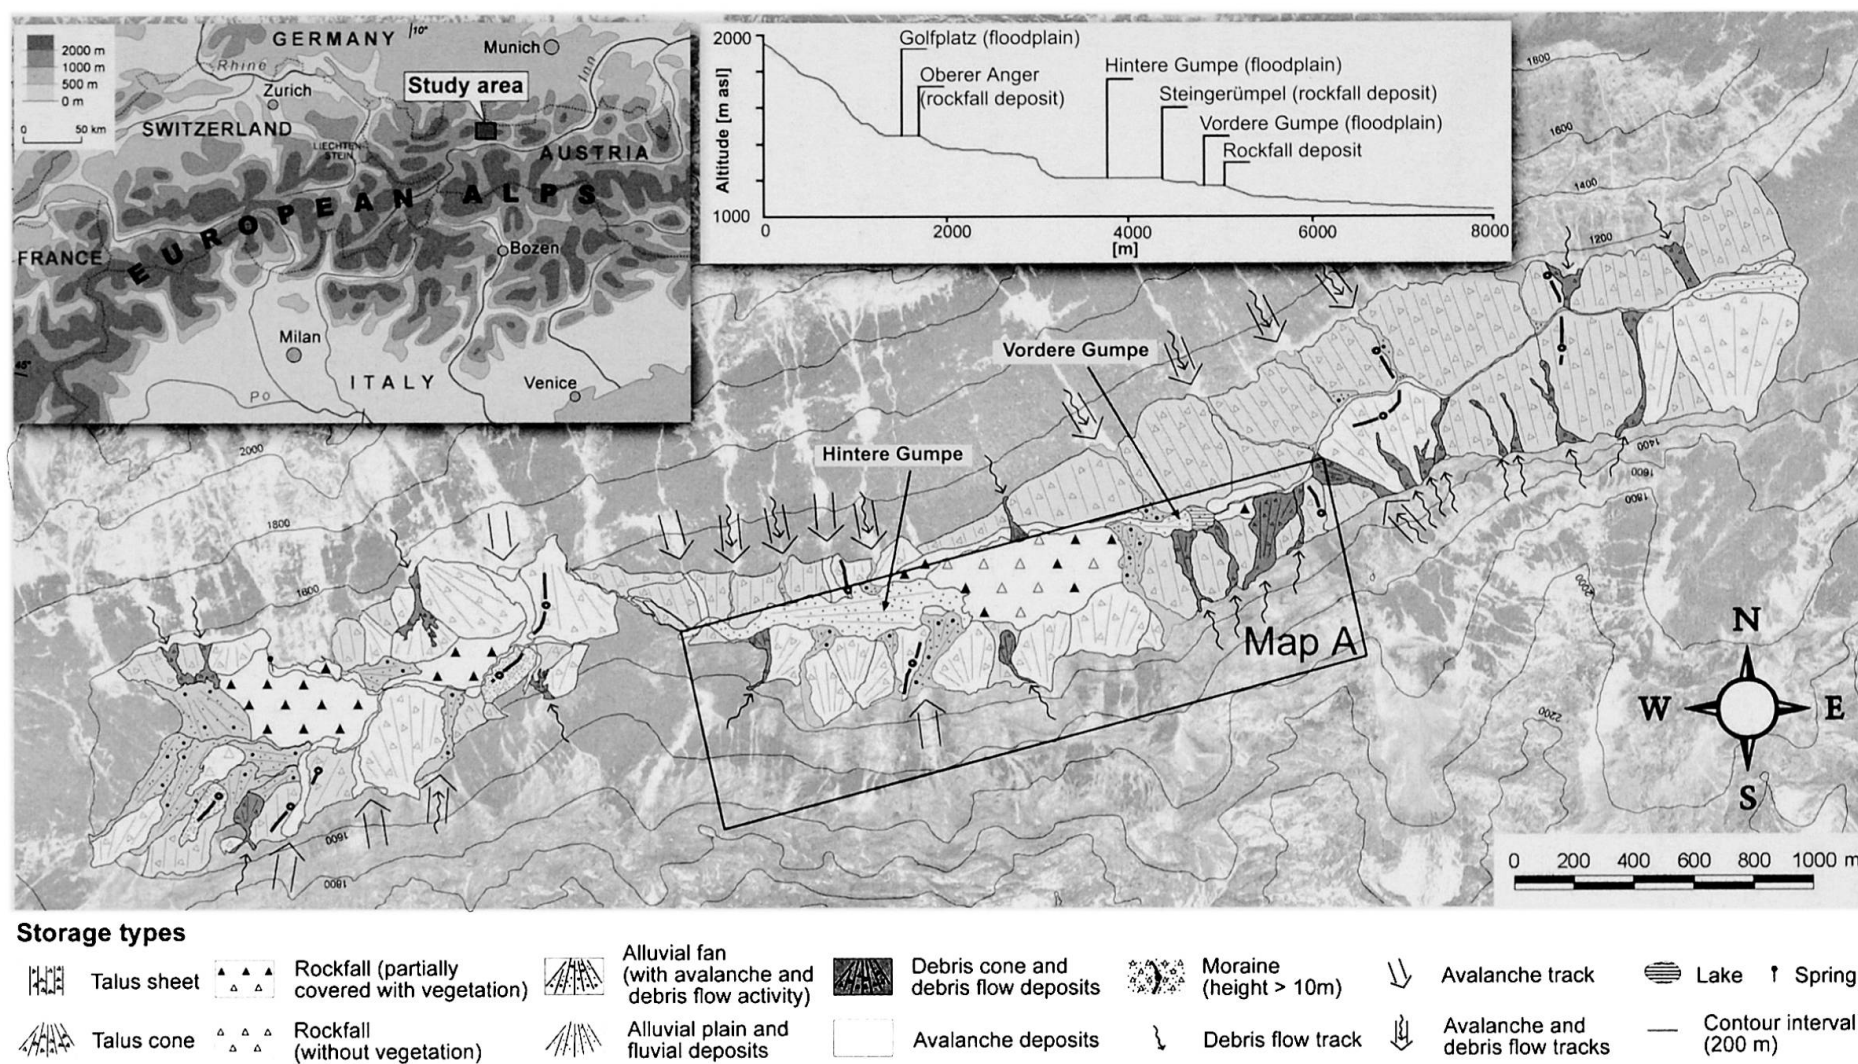 2000 m
1000 m
500 m
0 m
0 50 km
GERMANY
10°
Munich
Rhine
Inn
Zurich
Study area
SWITZERLAND
LIECHTEN-
STEIN
AUSTRIA
EUROPEAN ALPS
FRANCE
Bozen
Milan
45°
ITALY
Po
Venice
2000
1000
Altitude [m asl]
Golfplatz (floodplain)
Oberer Anger
(rockfall deposit)
Hintere Gumpe (floodplain)
Steingerümpel (rockfall deposit)
Vordere Gumpe (floodplain)
Rockfall deposit
0 2000 4000 6000 8000
[m]
1800
1600
1400
1200
Vordere Gumpe
Hintere Gumpe
2000
1800
1600
1400
1600
1800
2000
2200
1600
1800
Map A
N
W E
S
0 200 400 600 800 1000 m
Storage types
Talus sheet
Rockfall (partially
covered with vegetation)
Alluvial fan
(with avalanche and
debris flow activity)
Debris cone and
debris flow deposits
Moraine
(height > 10m)
Avalanche track
Lake
Spring
Talus cone
Rockfall
(without vegetation)
Alluvial plain and
fluvial deposits
Avalanche deposits
Debris flow track
Avalanche and
debris flow tracks
Contour interval
(200 m)